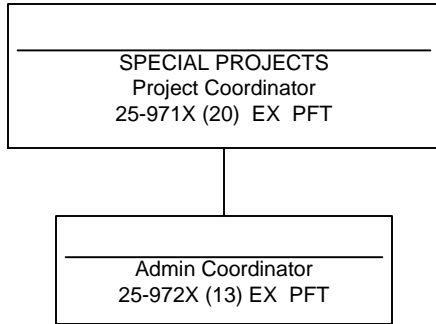 SPECIAL PROJECTS
Project Coordinator
25-971X (20) EX PFT
Admin Coordinator
25-972X (13) EX PFT